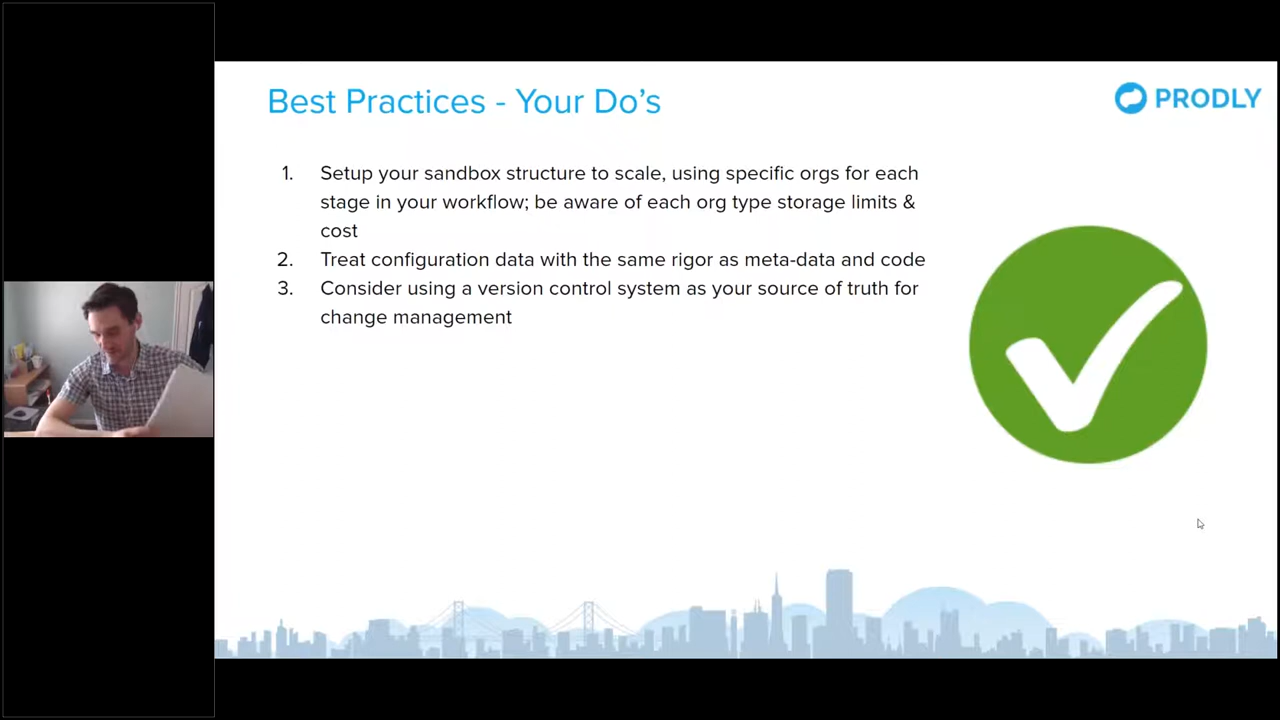 Best Practices - Your Do's
PRODLY
1. Setup your sandbox structure to scale, using specific orgs for each
stage in your workflow; be aware of each org type storage limits &
cost
2. Treat configuration data with the same rigor as meta-data and code
3. Consider using a version control system as your source of truth for
change management